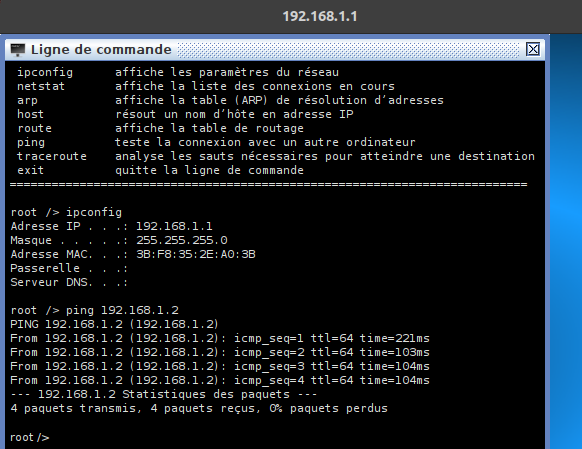 192.168.1.1
Ligne de commande
ipconfig affiche les paramètres du réseau
netstat affiche la liste des connexions en cours
arp affiche la table (ARP) de résolution d'adresses
host résout un nom d'hôte en adresse IP
route affiche la table de routage
ping teste la connexion avec un autre ordinateur
traceroute analyse les sauts nécessaires pour atteindre une destination
exit quitte la ligne de commande
==========================================================================
root /> ipconfig
Adresse IP . . .: 192.168.1.1
Masque . . . . .: 255.255.255.0
Adresse MAC. . .: 3B:F8:35:2E:A0:3B
Passerelle . . .:
Serveur DNS. . .:
root /> ping 192.168.1.2
PING 192.168.1.2 (192.168.1.2)
From 192.168.1.2 (192.168.1.2): icmp_seq=1 ttl=64 time=221ms
From 192.168.1.2 (192.168.1.2): icmp_seq=2 ttl=64 time=103ms
From 192.168.1.2 (192.168.1.2): icmp_seq=3 ttl=64 time=104ms
From 192.168.1.2 (192.168.1.2): icmp_seq=4 ttl=64 time=104ms
--- 192.168.1.2 Statistiques des paquets ---
4 paquets transmis, 4 paquets reçus, 0% paquets perdus
root />